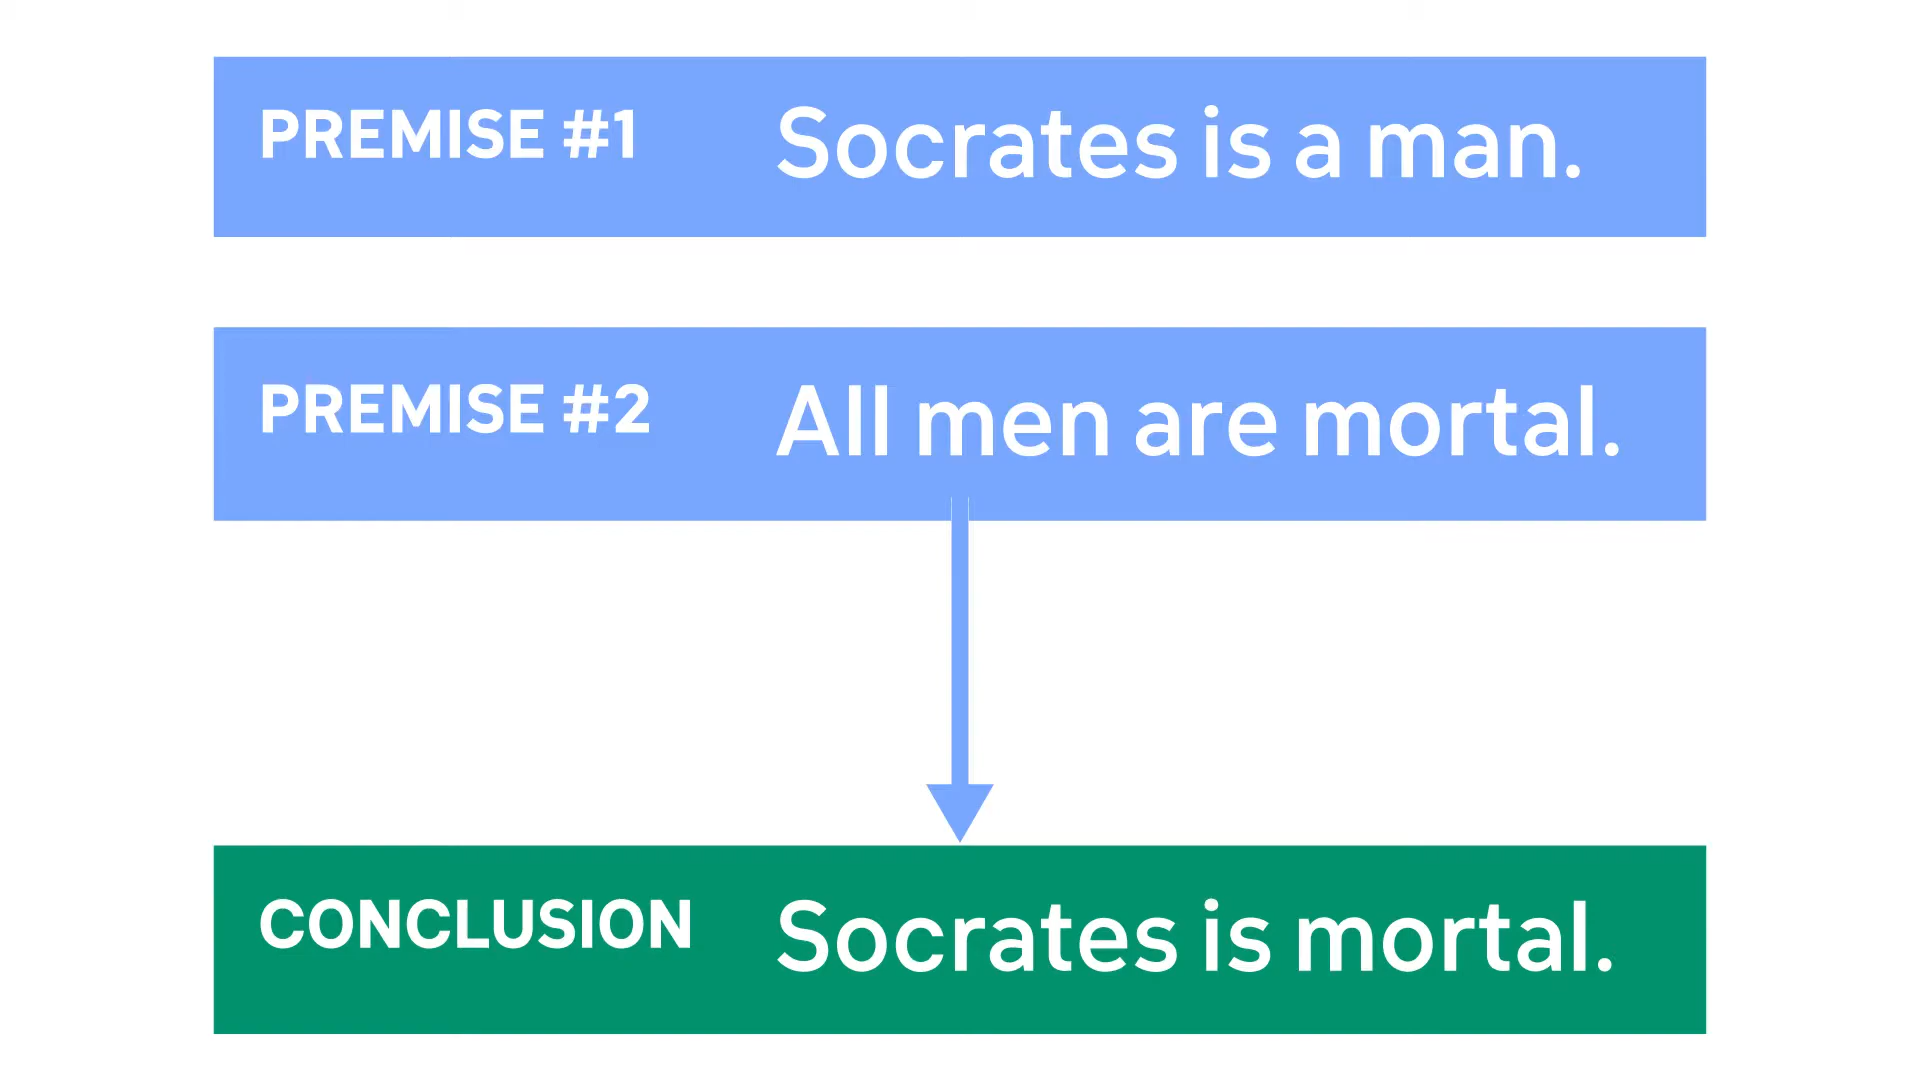 PREMISE #1 Socrates is a man.
PREMISE #2 All men are mortal.
CONCLUSION Socrates is mortal.